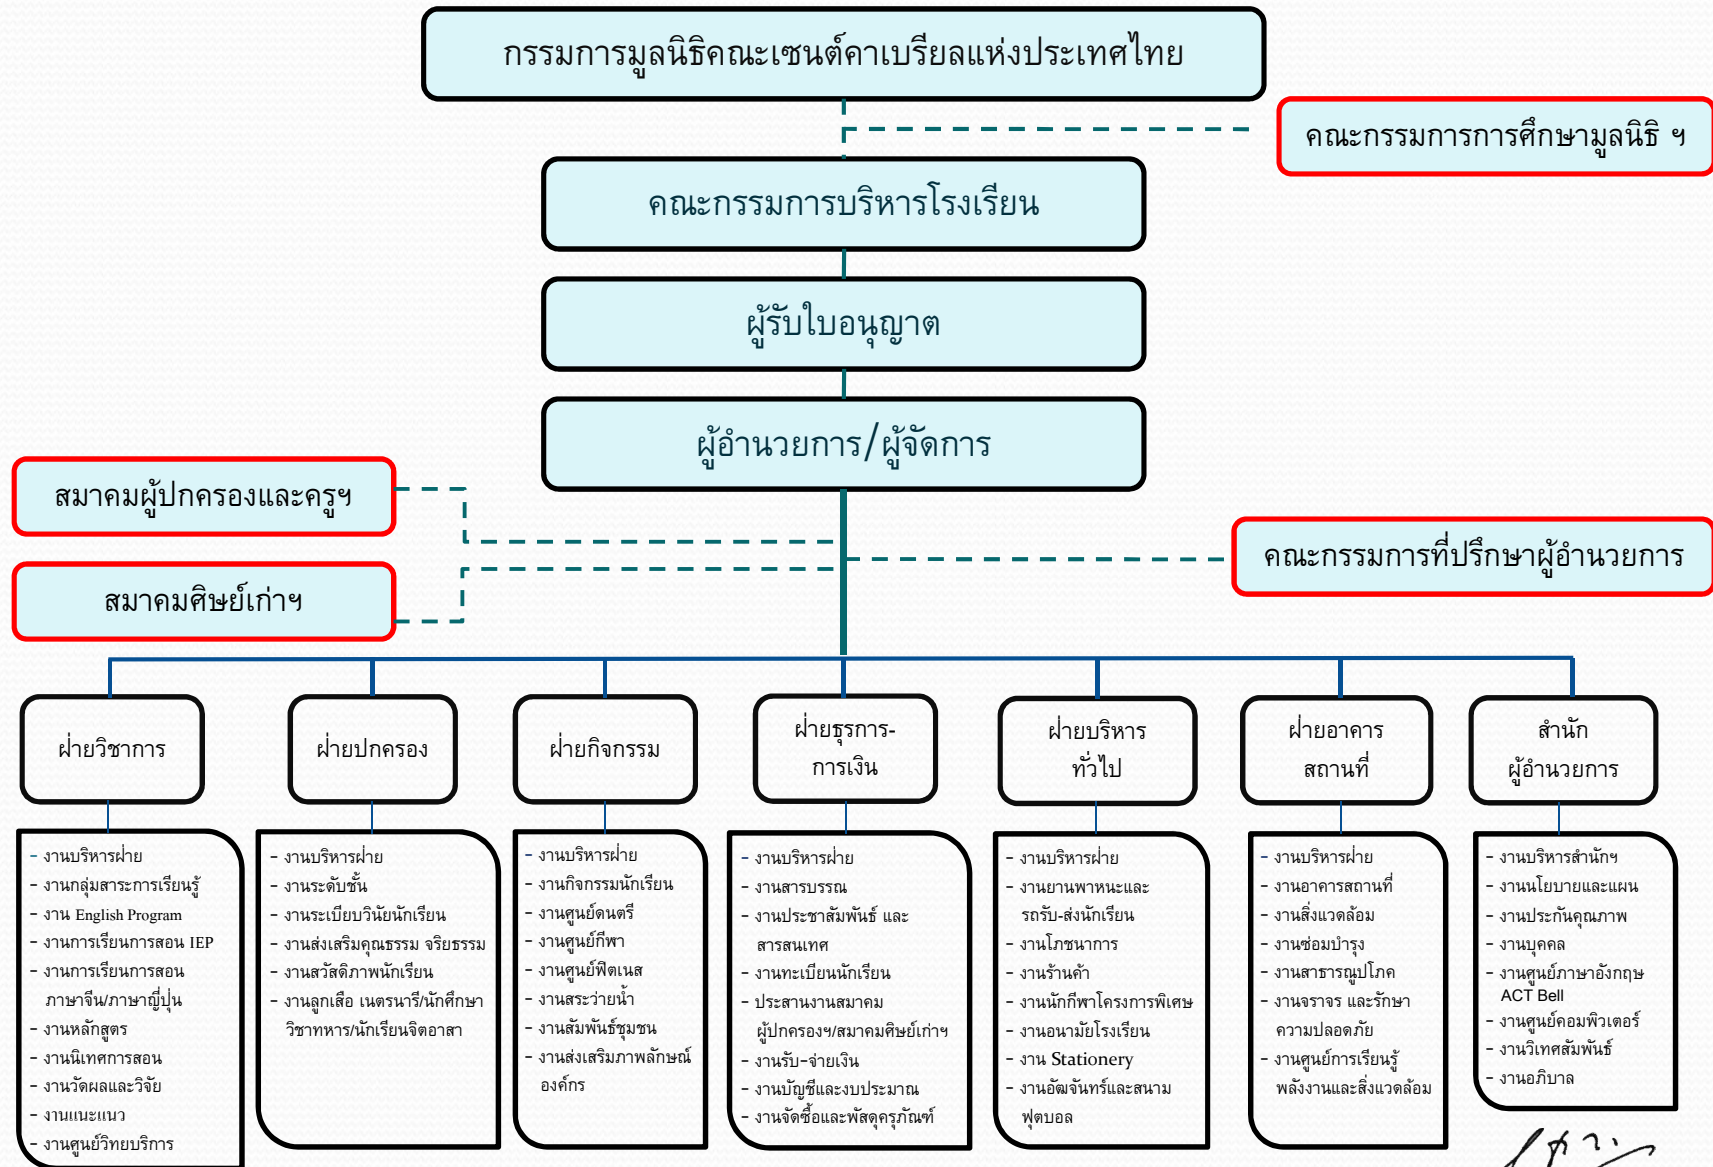 กรรมการมูลนิธิคณะเซนต์คาเบรียลแห่งประเทศไทย
คณะกรรมการการศึกษามูลนิธิ ฯ
คณะกรรมการบริหารโรงเรียน
ผู้รับใบอนุญาต
ผู้อำนวยการ/ผู้จัดการ
สมาคมผู้ปกครองและครูฯ
คณะกรรมการที่ปรึกษาผู้อำนวยการ
สมาคมศิษย์เก่าฯ
ฝ่ายวิชาการ
- งานบริหารฝ่าย
- งานกลุ่มสาระการเรียนรู้
- งาน English Program
- งานการเรียนการสอน IEP
- งานการเรียนการสอน
ภาษาจีน/ภาษาญี่ปุ่น
- งานหลักสูตร
- งานนิเทศการสอน
- งานวัดผลและวิจัย
- งานแนะแนว
- งานศูนย์วิทยบริการ
ฝ่ายปกครอง
- งานบริหารฝ่าย
- งานระดับชั้น
- งานระเบียบวินัยนักเรียน
- งานส่งเสริมคุณธรรม จริยธรรม
- งานสวัสดิภาพนักเรียน
- งานลูกเสือ เนตรนารี/นักศึกษา
วิชาทหาร/นักเรียนจิตอาสา
ฝ่ายกิจกรรม
- งานบริหารฝ่าย
- งานกิจกรรมนักเรียน
- งานศูนย์ดนตรี
- งานศูนย์กีฬา
- งานศูนย์ฟิตเนส
- งานสระว่ายน้ำ
- งานสัมพันธ์ชุมชน
- งานส่งเสริมภาพลักษณ์
องค์กร
ฝ่ายธุรการ-
การเงิน
- งานบริหารฝ่าย
- งานสารบรรณ
- งานประชาสัมพันธ์ และ
สารสนเทศ
- งานทะเบียนนักเรียน
- ประสานงานสมาคม
ผู้ปกครองฯ/สมาคมศิษย์เก่าฯ
- งานรับ-จ่ายเงิน
- งานบัญชีและงบประมาณ
- งานจัดซื้อและพัสดุครุภัณฑ์
ฝ่ายบริหาร
ทั่วไป
- งานบริหารฝ่าย
- งานยานพาหนะและ
รถรับ-ส่งนักเรียน
- งานโภชนาการ
- งานร้านค้า
- งานนักกีฬาโครงการพิเศษ
- งานอนามัยโรงเรียน
- งาน Stationery
- งานอัฒจันทร์และสนาม
ฟุตบอล
ฝ่ายอาคาร
สถานที่
- งานบริหารฝ่าย
- งานอาคารสถานที่
- งานสิ่งแวดล้อม
- งานซ่อมบำรุง
- งานสาธารณูปโภค
- งานจราจร และรักษา
ความปลอดภัย
- งานศูนย์การเรียนรู้
พลังงานและสิ่งแวดล้อม
สำนัก
ผู้อำนวยการ
- งานบริหารสำนักฯ
- งานนโยบายและแผน
- งานประกันคุณภาพ
- งานบุคคล
- งานศูนย์ภาษาอังกฤษ
ACT Bell
- งานศูนย์คอมพิวเตอร์
- งานวิเทศสัมพันธ์
- งานอภิบาล